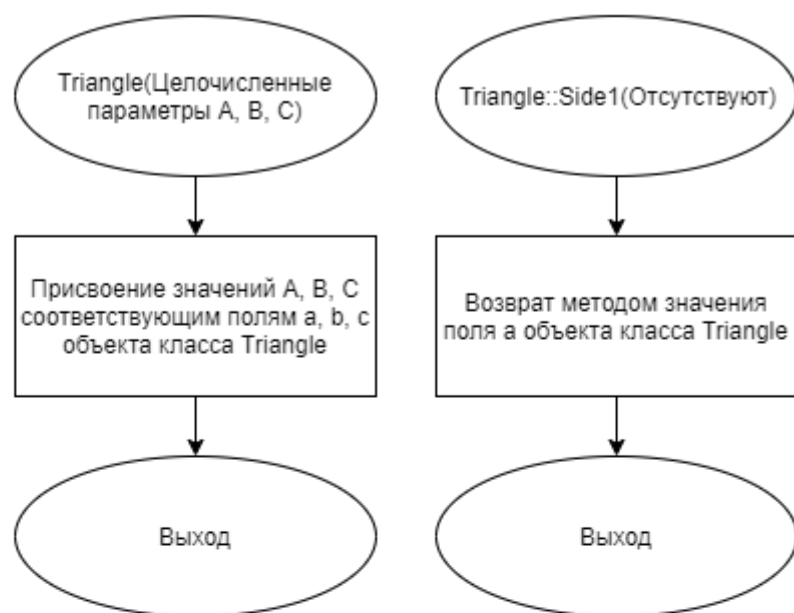 Triangle(Целочисленные
параметры A, B, C)
Присвоение значений A, B, C
соответствующим полям a, b, c
объекта класса Triangle
Выход
Triangle::Side1(Отсутствуют)
Возврат методом значения
поля a объекта класса Triangle
Выход